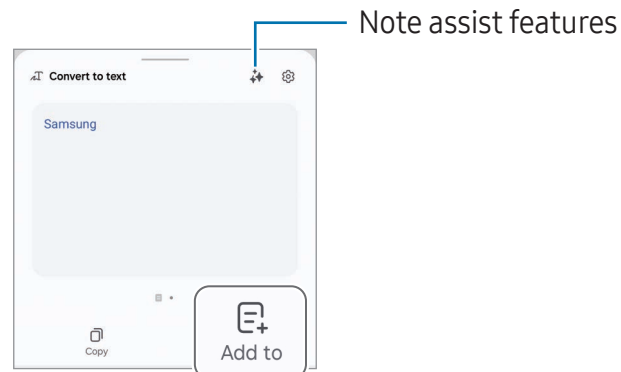 Note assist features
Convert to text
Samsung
Copy
Add to